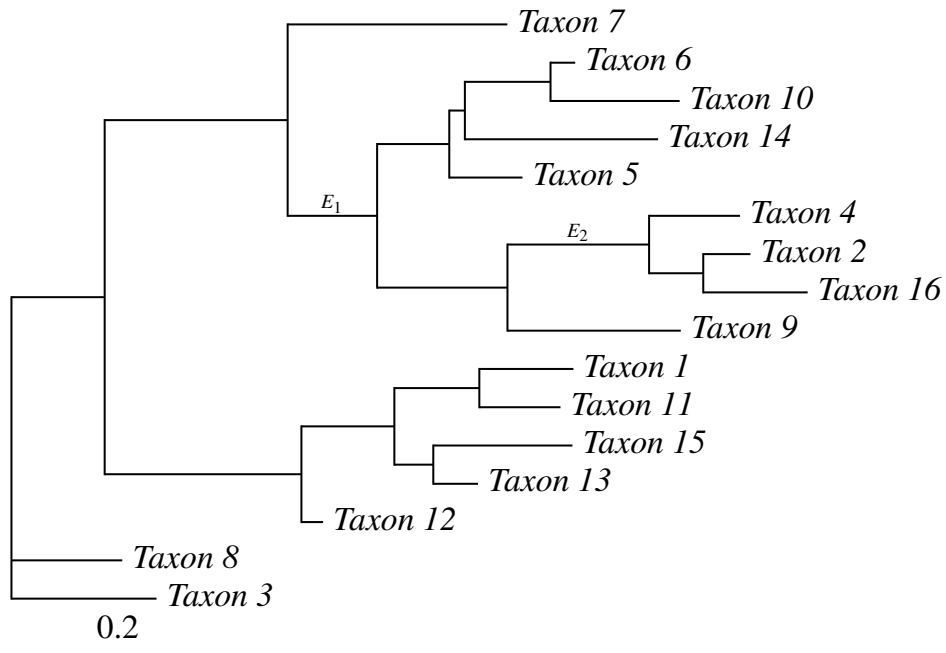 Taxon 7
Taxon 6
Taxon 10
Taxon 14
Taxon 5
E1
Taxon 4
E2
Taxon 2
Taxon 16
Taxon 9
Taxon 1
Taxon 11
Taxon 15
Taxon 13
Taxon 12
Taxon 8
Taxon 3
0.2